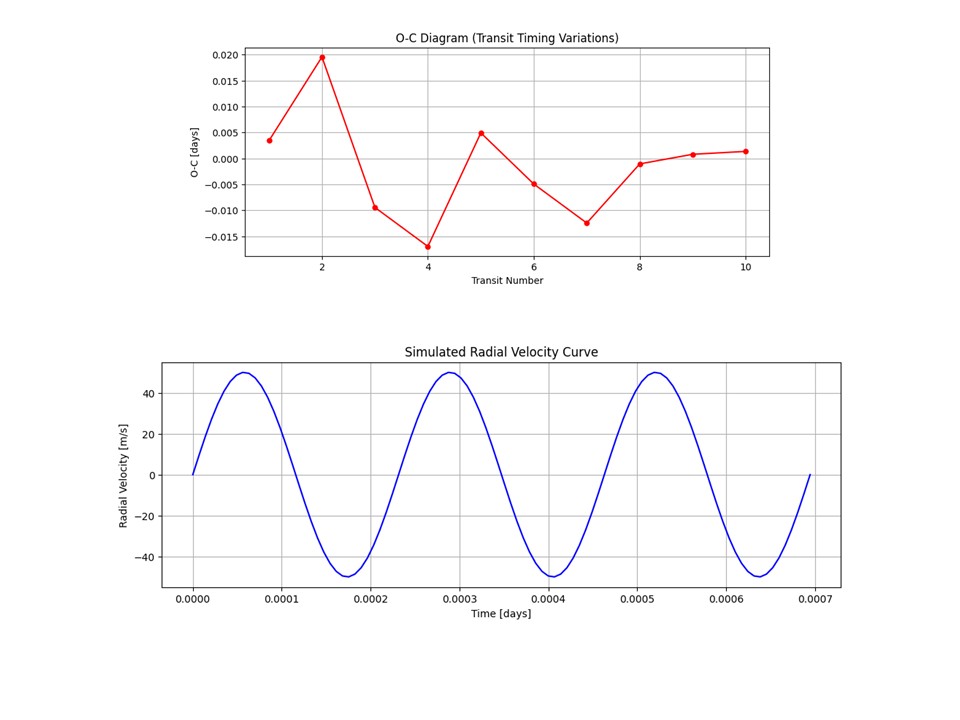 O-C Diagram (Transit Timing Variations)
0.020
0.015
0.010
0.005
0.000
−0.005
−0.010
−0.015
O-C [days]
2 4 6 8 10
Transit Number
Simulated Radial Velocity Curve
40
20
0
−20
−40
Radial Velocity [m/s]
0.0000 0.0001 0.0002 0.0003 0.0004 0.0005 0.0006 0.0007
Time [days]